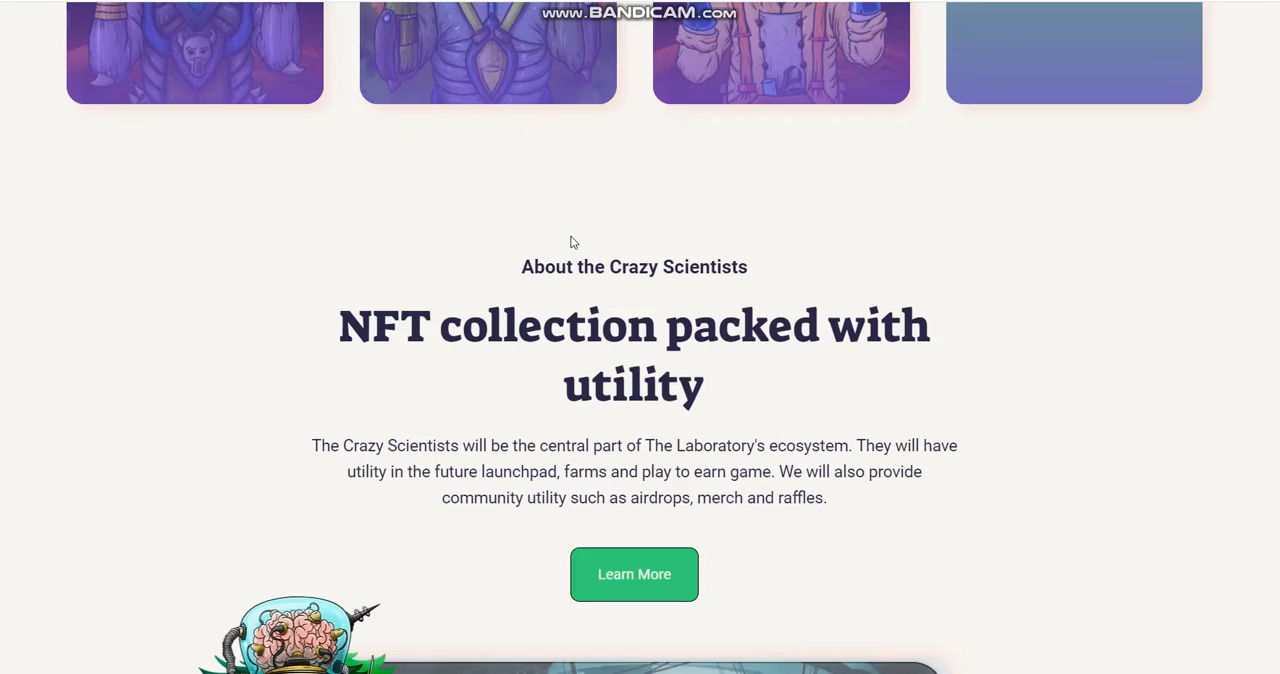 www.BANDICAM.com
About the Crazy Scientists
NFT collection packed with
utility
The Crazy Scientists will be the central part of The Laboratory's ecosystem. They will have
utility in the future launchpad, farms and play to earn game. We will also provide
community utility such as airdrops, merch and raffles.
Learn More